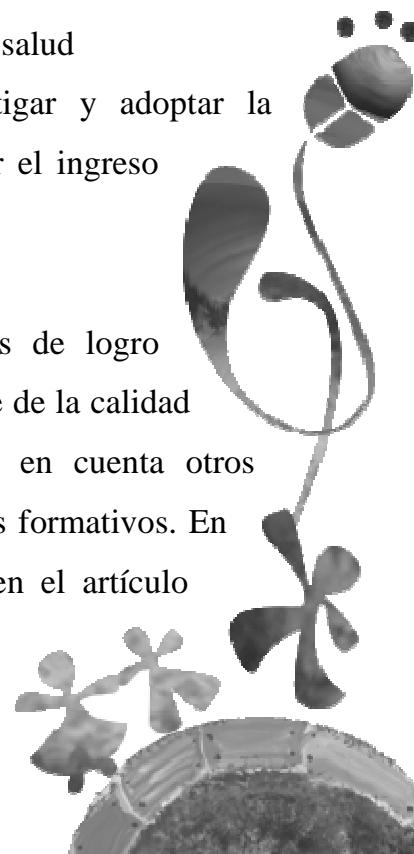 salud
tigar y adoptar la
r el ingreso
s de logro
e de la calidad
en cuenta otros
s formativos. En
en el artículo